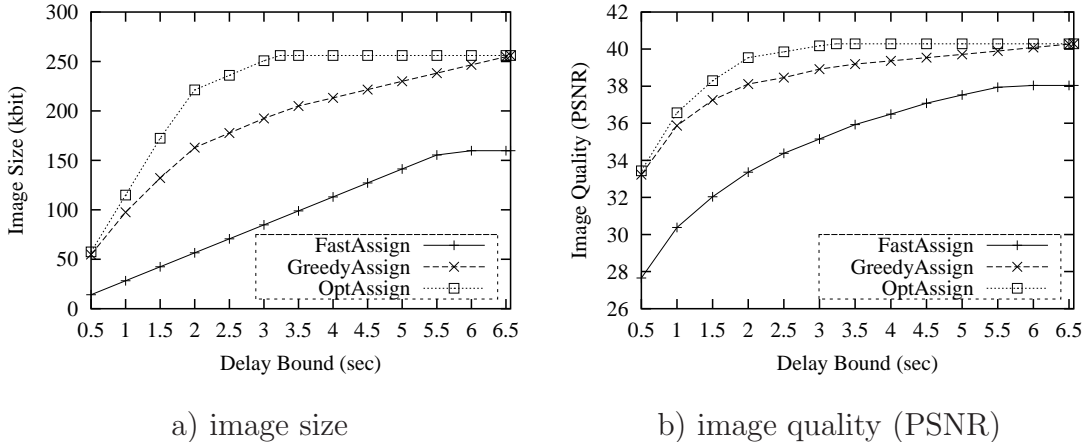 300
250
200
150
100
50
0
Image Size (kbit)
0.5 1 1.5 2 2.5 3 3.5 4 4.5 5 5.5 6 6.5
Delay Bound (sec)
FastAssign
GreedyAssign
OptAssign
a) image size
42
40
38
36
34
32
30
28
26
Image Quality (PSNR)
0.5 1 1.5 2 2.5 3 3.5 4 4.5 5 5.5 6 6.5
Delay Bound (sec)
FastAssign
GreedyAssign
OptAssign
b) image quality (PSNR)